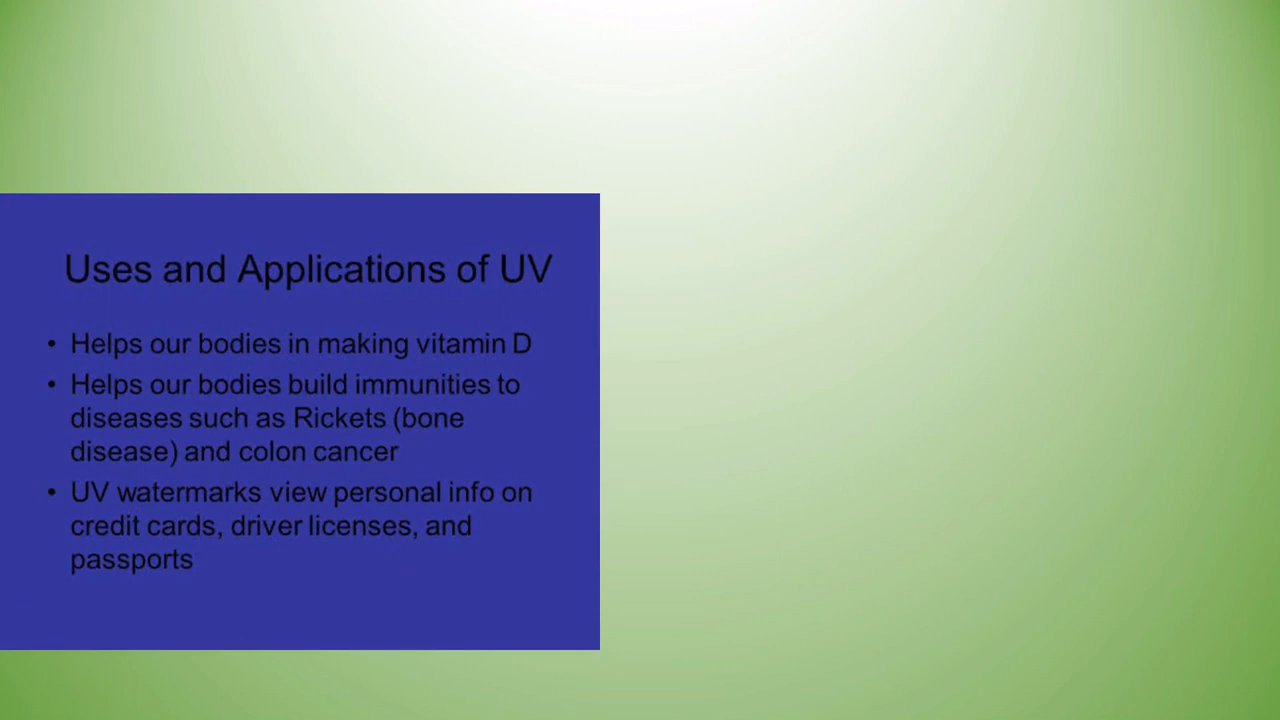 Uses and Applications of UV
• Helps our bodies in making vitamin D
• Helps our bodies build immunities to
diseases such as Rickets (bone
disease) and colon cancer
• UV watermarks view personal info on
credit cards, driver licenses, and
passports